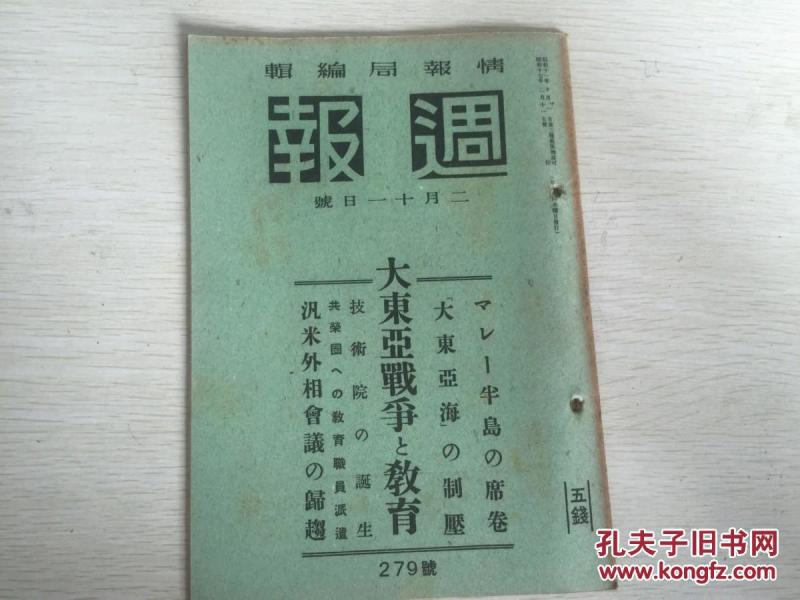 情報局編輯
週報
二月十一日號
マレー半島の席卷
「大東亞海」の制壓
大東亞戰爭と教育
技術院の誕生
共榮圈への教育職員派遣
汎米外相會議の歸趨
五錢
279號
孔夫子旧书网
www.kongfz.com